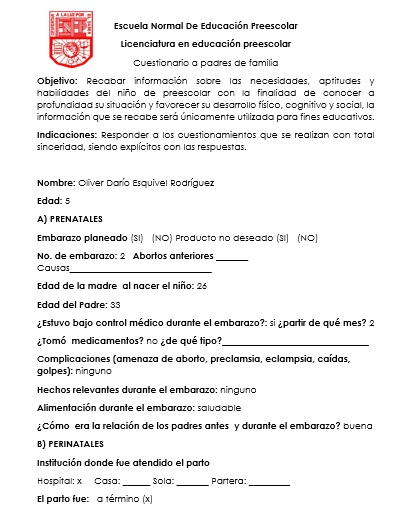 Escuela Normal De Educación Preescolar
Licenciatura en educación preescolar
Cuestionario a padres de familia
Objetivo: Recabar información sobre las necesidades, aptitudes y
habilidades del niño de preescolar con la finalidad de conocer a
profundidad su situación y favorecer su desarrollo físico, cognitivo y social, la
información que se recabe será únicamente utilizada para fines educativos.
Indicaciones: Responder a los cuestionamientos que se realizan con total
sinceridad, siendo explícitos con las respuestas.
Nombre: Oliver Darío Esquivel Rodríguez
Edad: 5
A) PRENATALES
Embarazo planeado (SI) (NO) Producto no deseado (SI) (NO)
No. de embarazo: 2 Abortos anteriores _______
Causas______________________________
Edad de la madre al nacer el niño: 26
Edad del Padre: 33
¿Estuvo bajo control médico durante el embarazo?: si ¿partir de qué mes? 2
¿Tomó medicamentos? no ¿de qué tipo?_______________________________
Complicaciones (amenaza de aborto, preclamsia, eclampsia, caídas,
golpes): ninguno
Hechos relevantes durante el embarazo: ninguno
Alimentación durante el embarazo: saludable
¿Cómo era la relación de los padres antes y durante el embarazo? buena
B) PERINATALES
Institución donde fue atendido el parto
Hospital: x Casa: ______ Sola: _______ Partera: _________
El parto fue: a término (x)